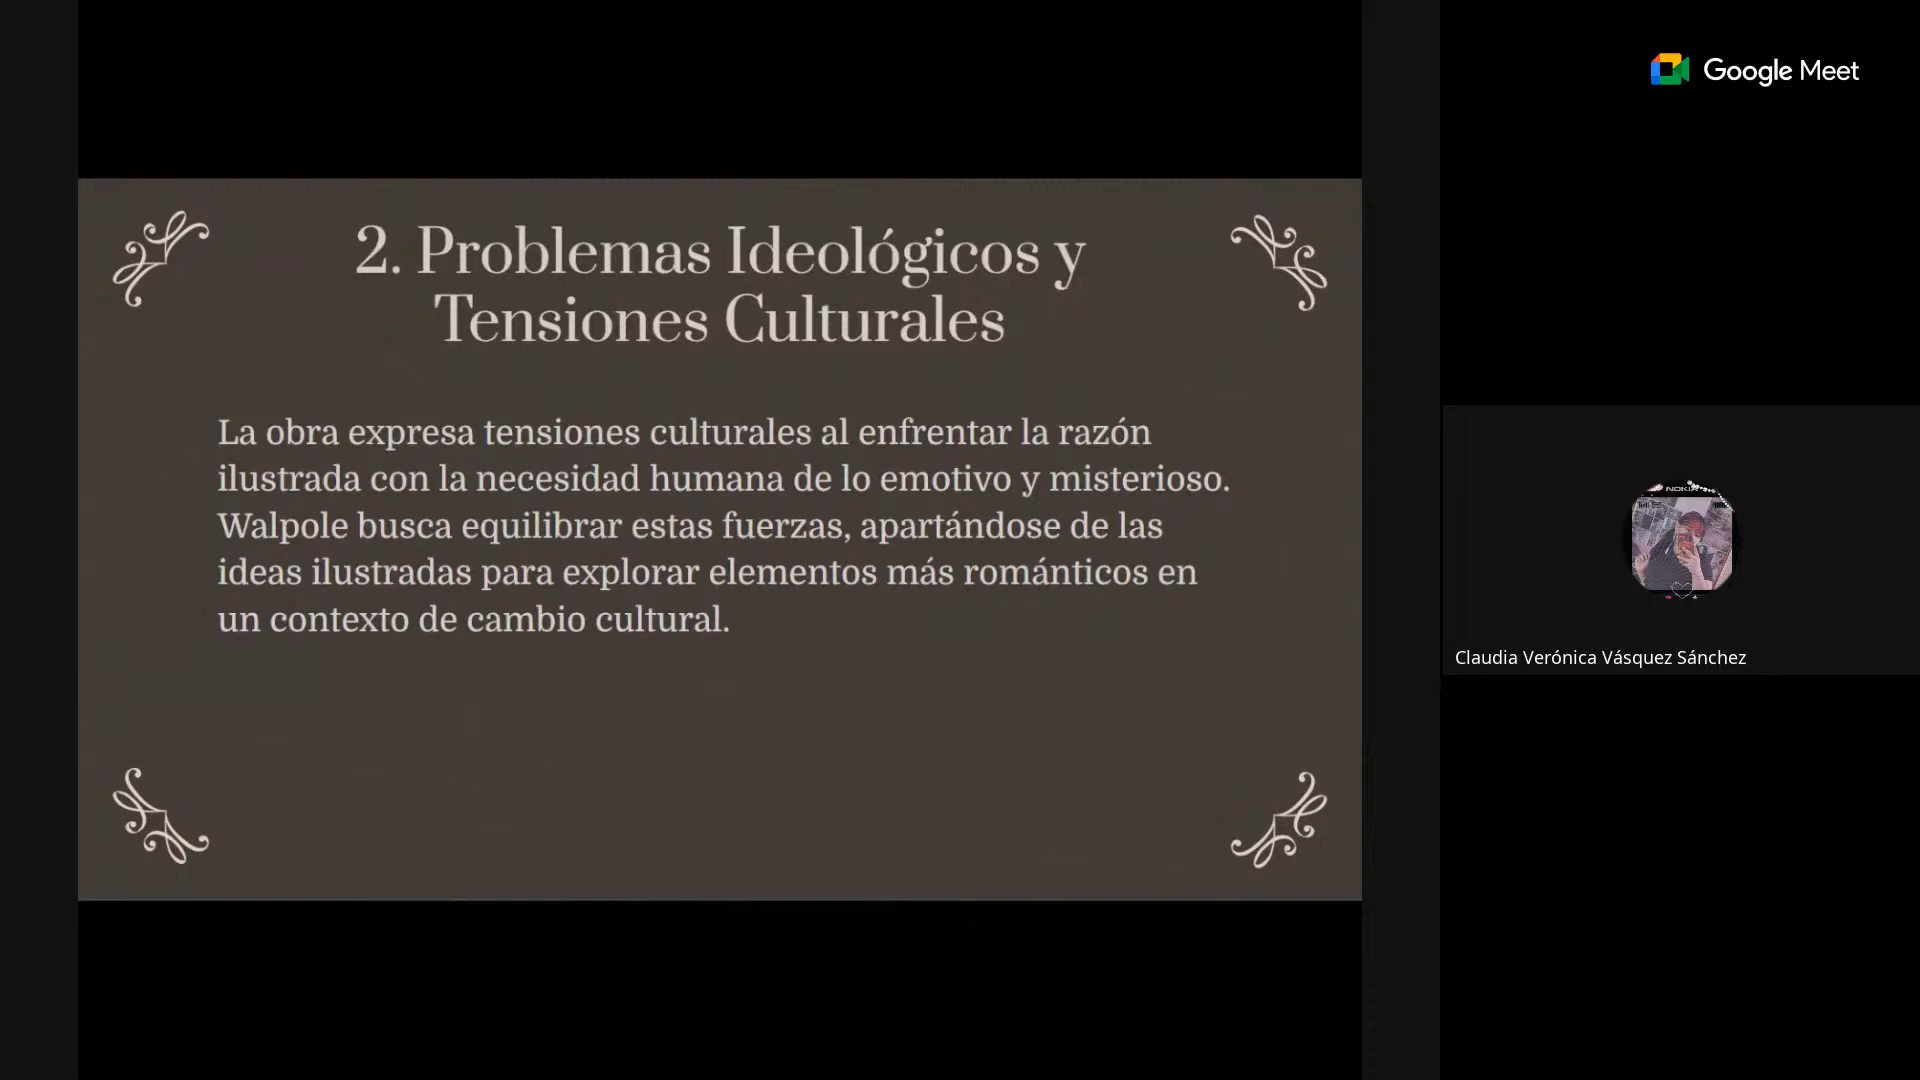 Google Meet
2. Problemas Ideológicos y
Tensiones Culturales
La obra expresa tensiones culturales al enfrentar la razón
ilustrada con la necesidad humana de lo emotivo y misterioso.
Walpole busca equilibrar estas fuerzas, apartándose de las
ideas ilustradas para explorar elementos más románticos en
un contexto de cambio cultural.
NOKIA
Claudia Verónica Vásquez Sánchez